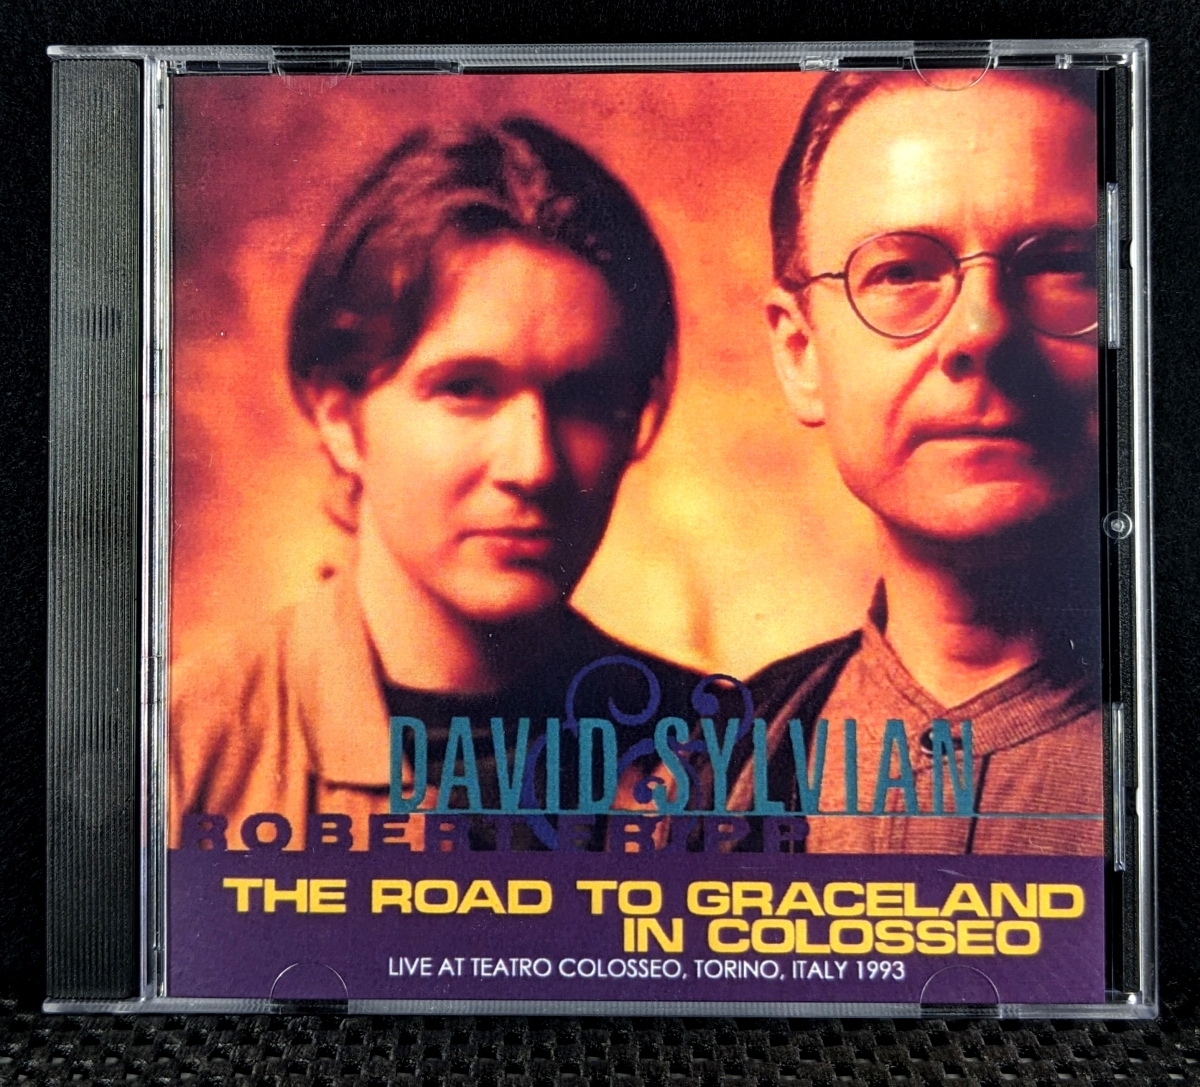 DAVID SYLVIAN
&
ROBERT FRIPP
THE ROAD TO GRACELAND
IN COLOSSEO
LIVE AT TEATRO COLOSSEO, TORINO, ITALY 1993